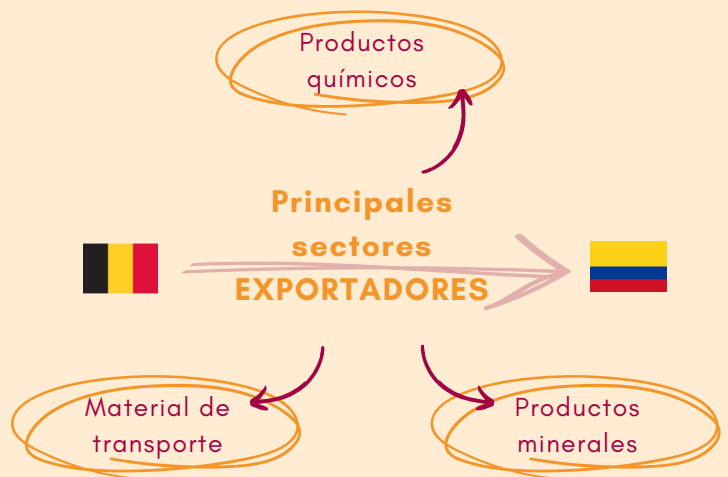 Productos
químicos
Principales
sectores
EXPORTADORES
Material de
transporte
Productos
minerales